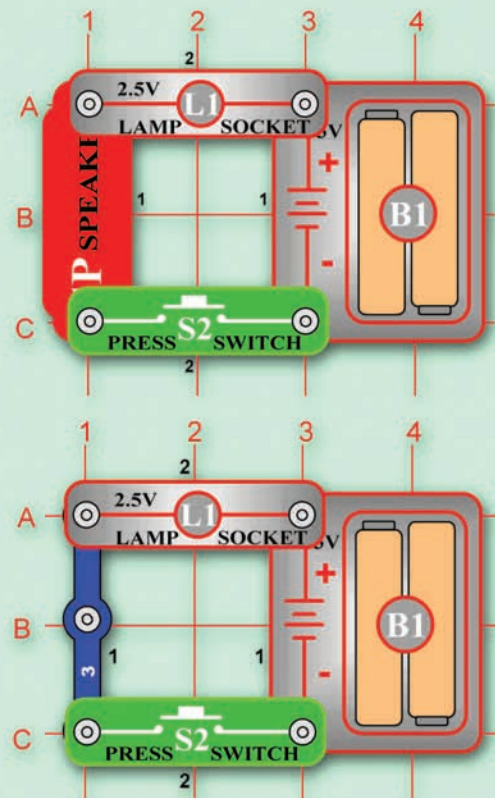 1 2 3 4
2
A
2.5V L1
LAMP SOCKET
SPEAKE
B 1 1 + B1
-
C
S2
PRESS SWITCH
2
1 2 3 4
2
A
2.5V L1
LAMP SOCKET
B 1 1 + B1
3 -
C
S2
PRESS SWITCH
2